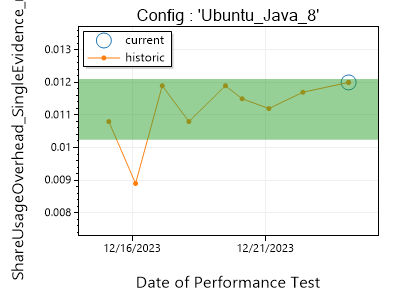 Config : 'Ubuntu_Java_8'
current
historic
ShareUsageOverhead_SingleEvidence_
0.013
0.012
0.011
0.01
0.009
0.008
12/16/2023
12/21/2023
Date of Performance Test